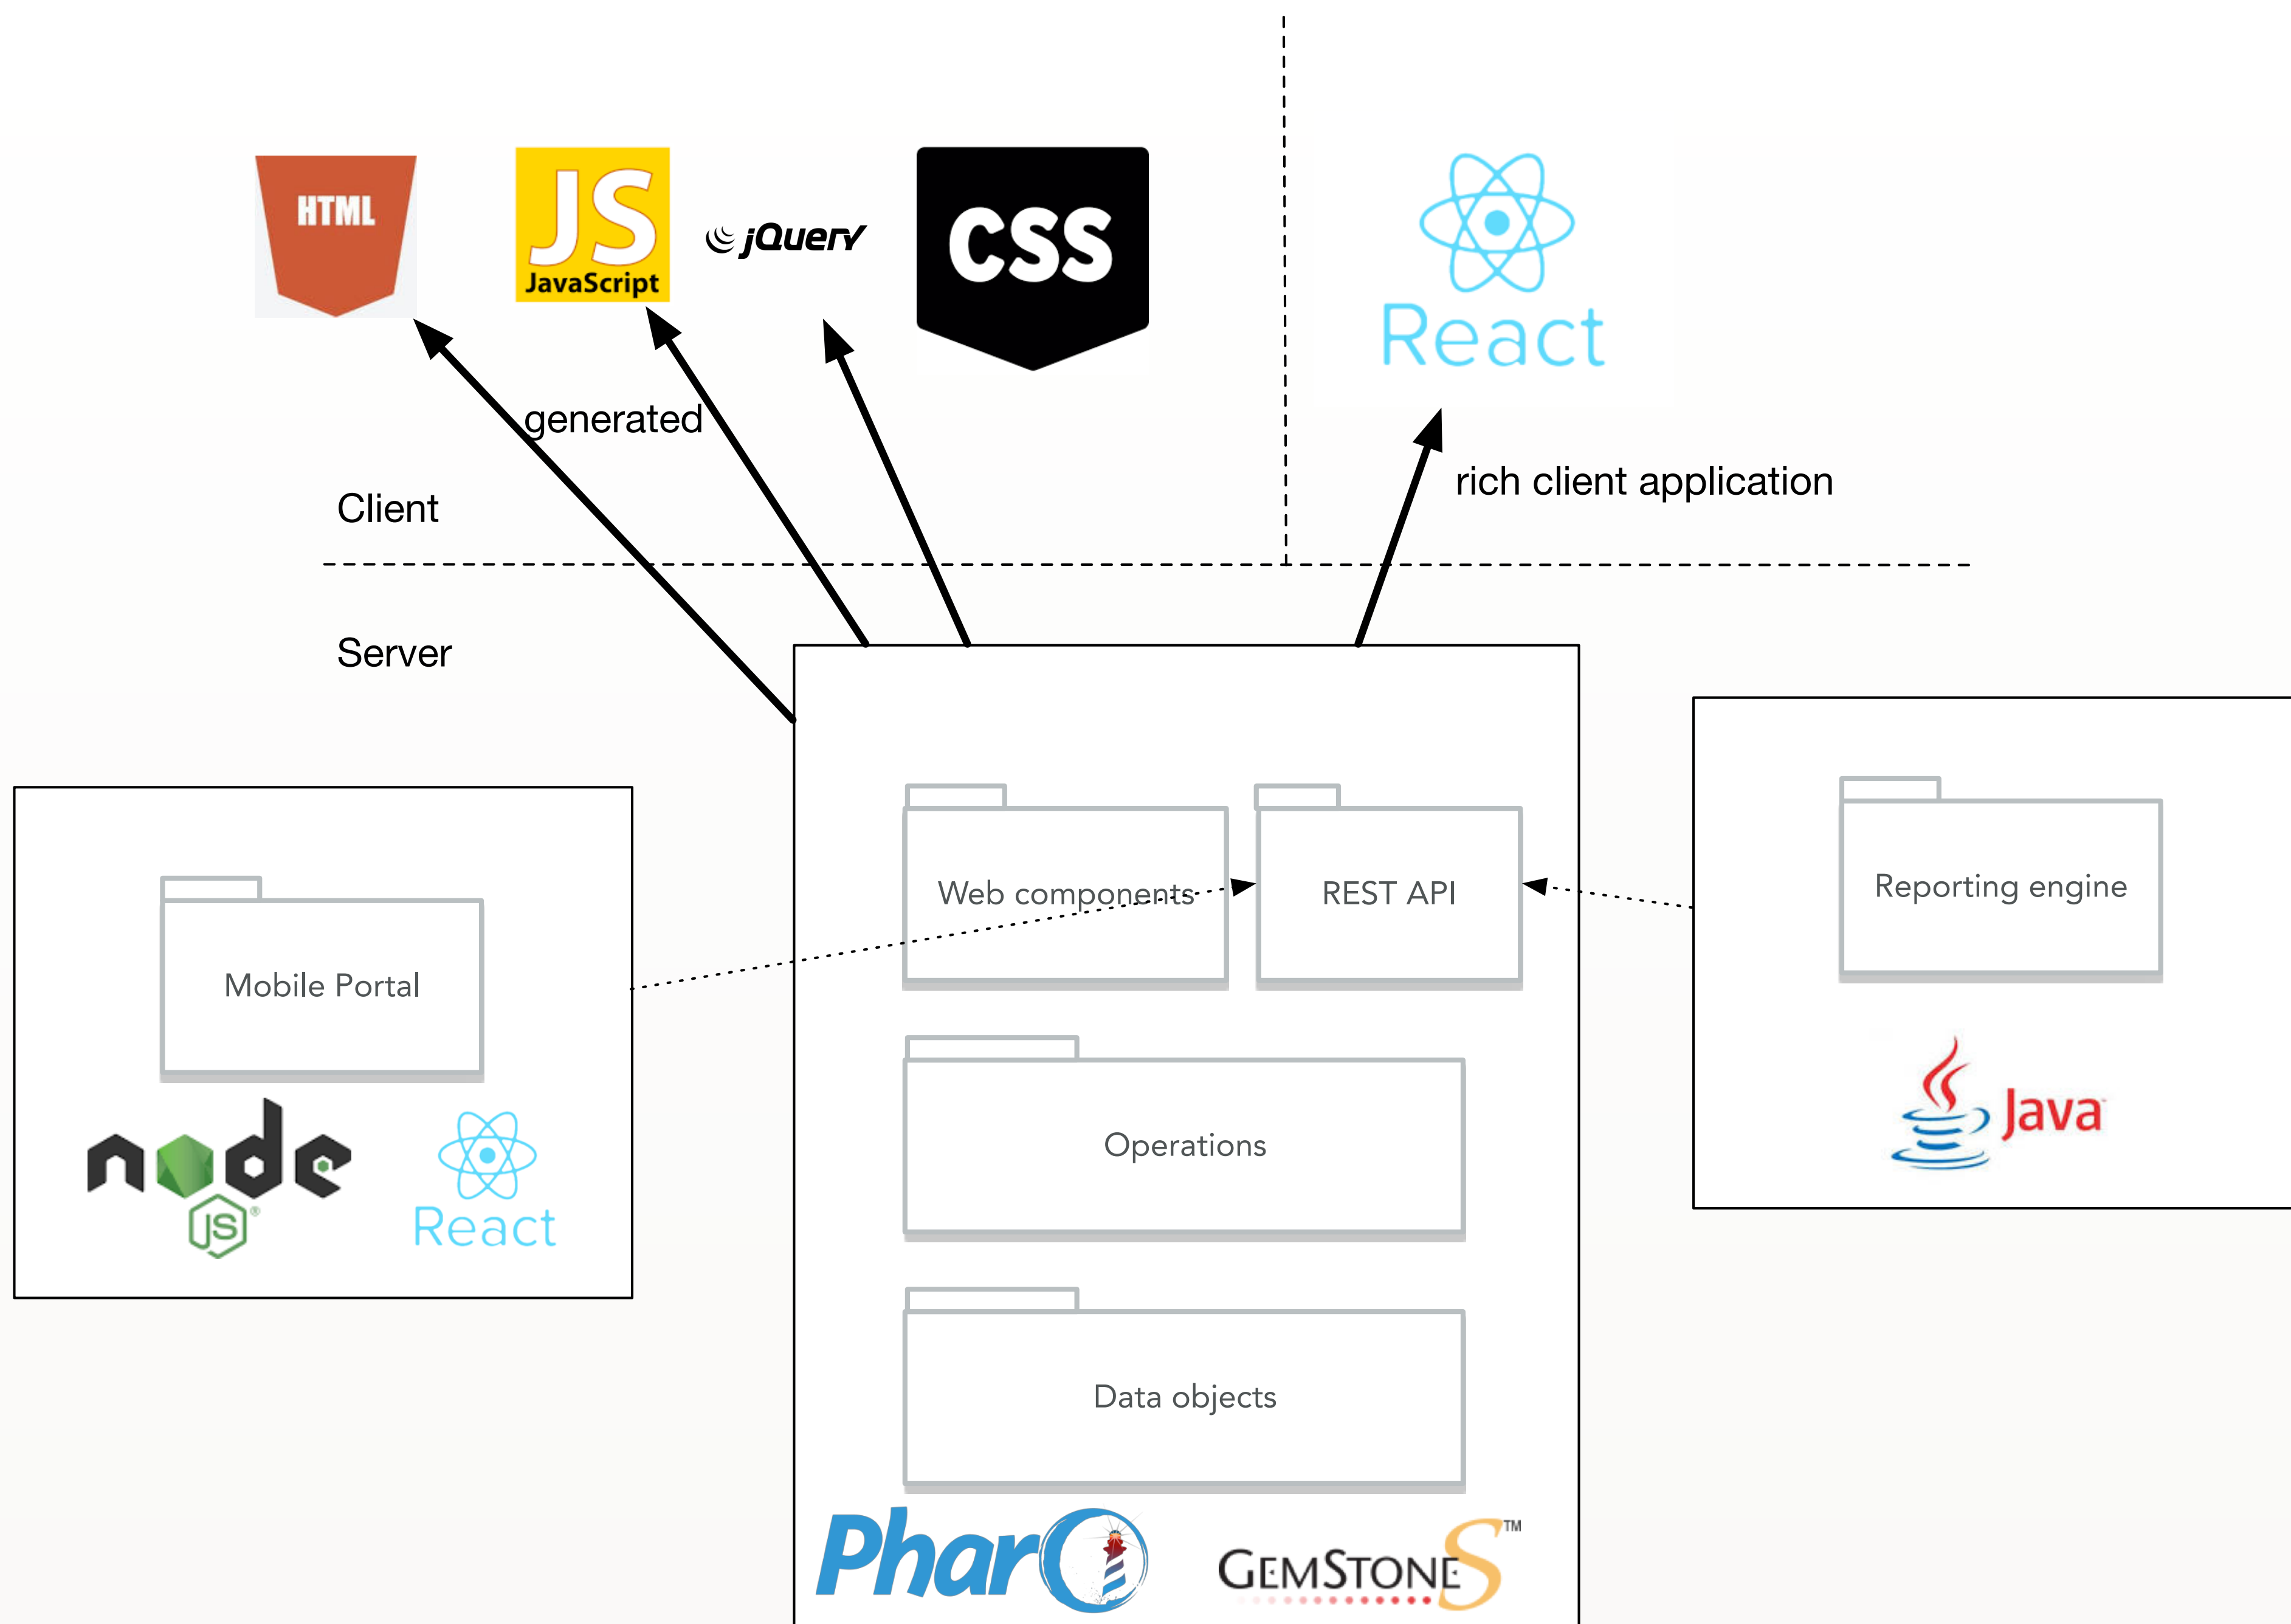 HTML
JS
JavaScript
jQuery
CSS
React
generated
rich client application
Client
Server
Web components
REST API
Reporting engine
Mobile Portal
Java
node
JS®
React
Operations
Data objects
Pharo
GEMSTONE S™